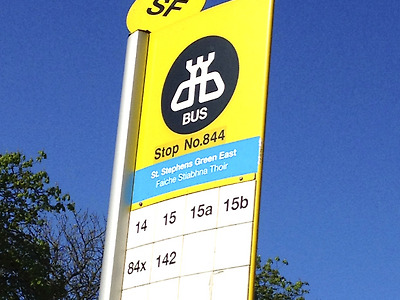 SF
BUS
Stop No.844
St. Stephens Green East
Faiche Stiabhna Thoir
14 15 15a 15b
84x 142